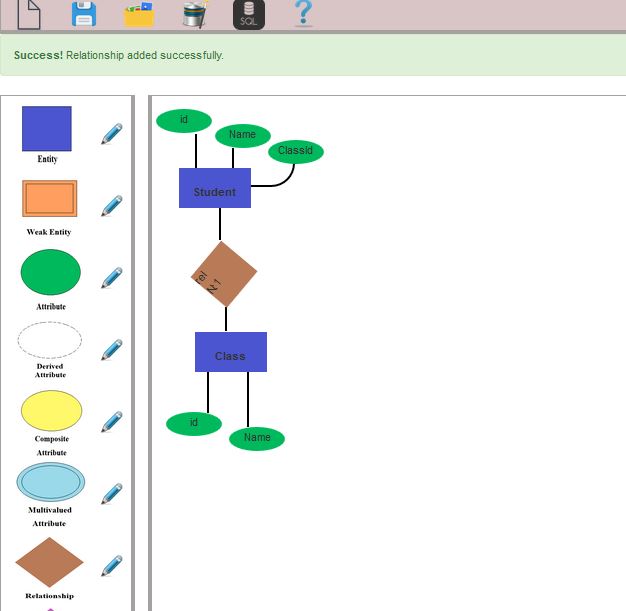 SQL
?
Success! Relationship added successfully.
Entity
Weak Entity
Attribute
Derived
Attribute
Composite
Attribute
Multivalued
Attribute
Relationship
id
Name
ClassId
Student
rel
N:1
Class
id
Name